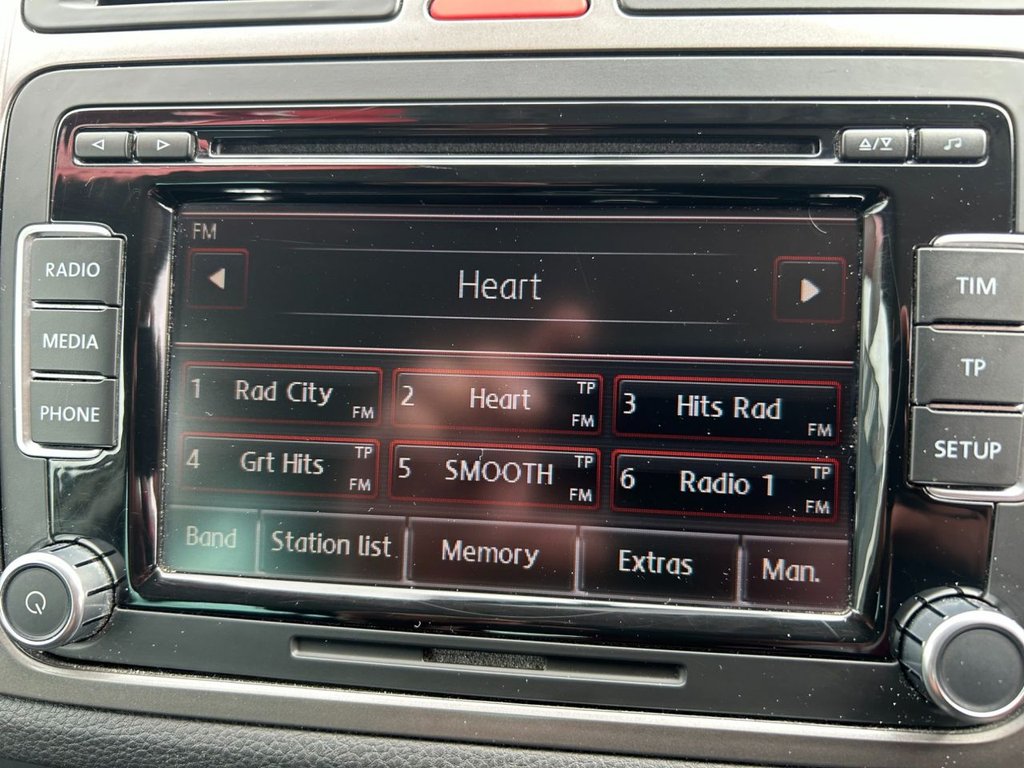 FM
RADIO
Heart
TIM
MEDIA
TP
PHONE
1 Rad City FM
2 Heart TP FM
3 Hits Rad FM
SETUP
4 Grt Hits TP FM
5 SMOOTH TP FM
6 Radio 1 TP FM
Band Station list Memory Extras Man.